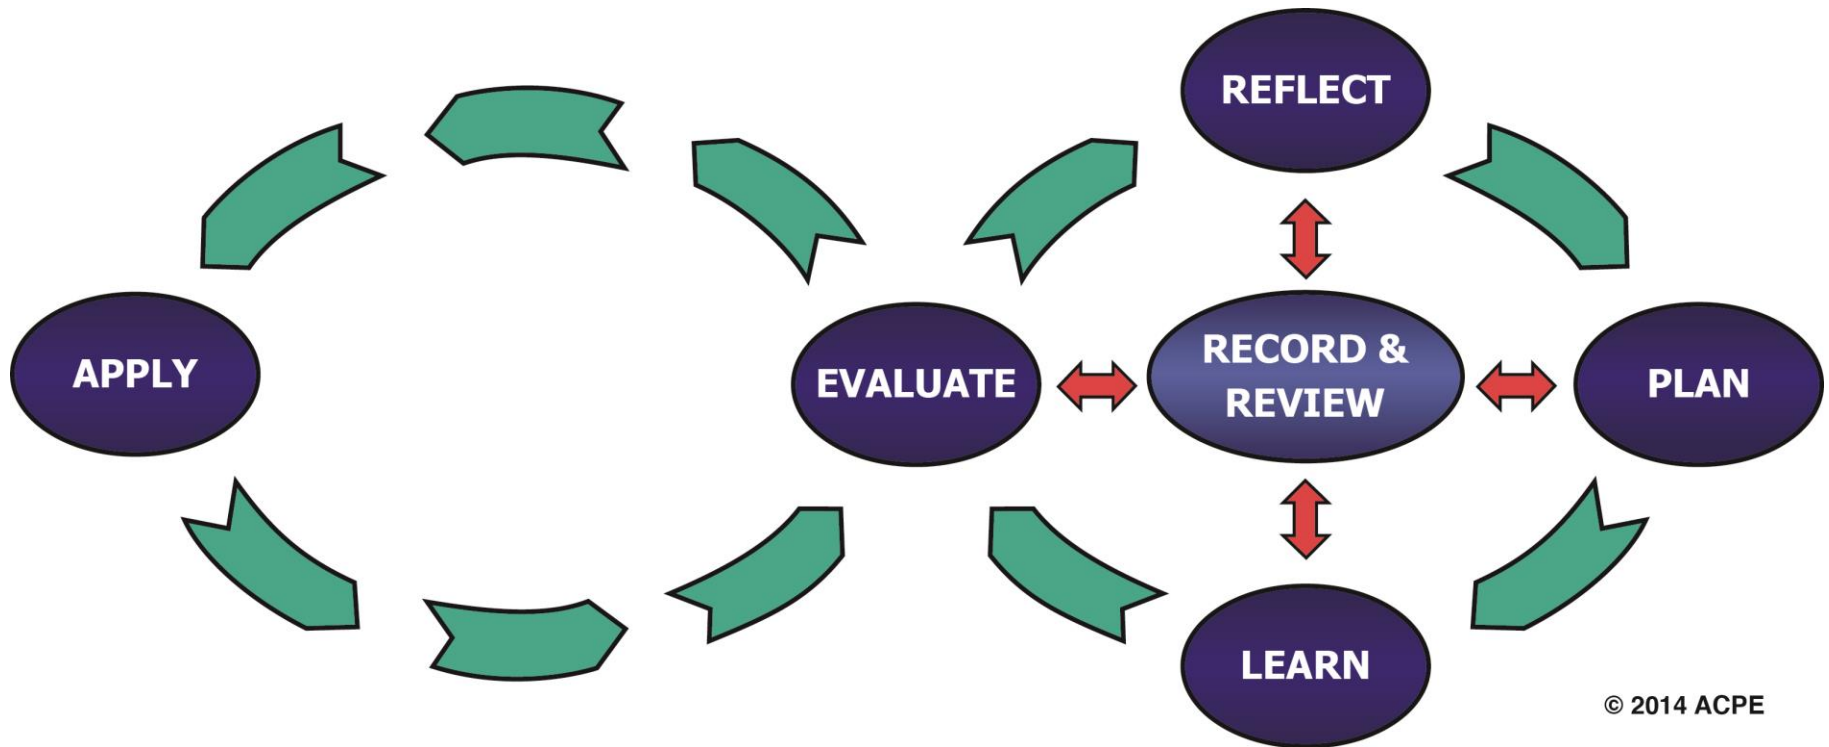 REFLECT
APPLY
EVALUATE
RECORD &
REVIEW
PLAN
LEARN
© 2014 ACPE